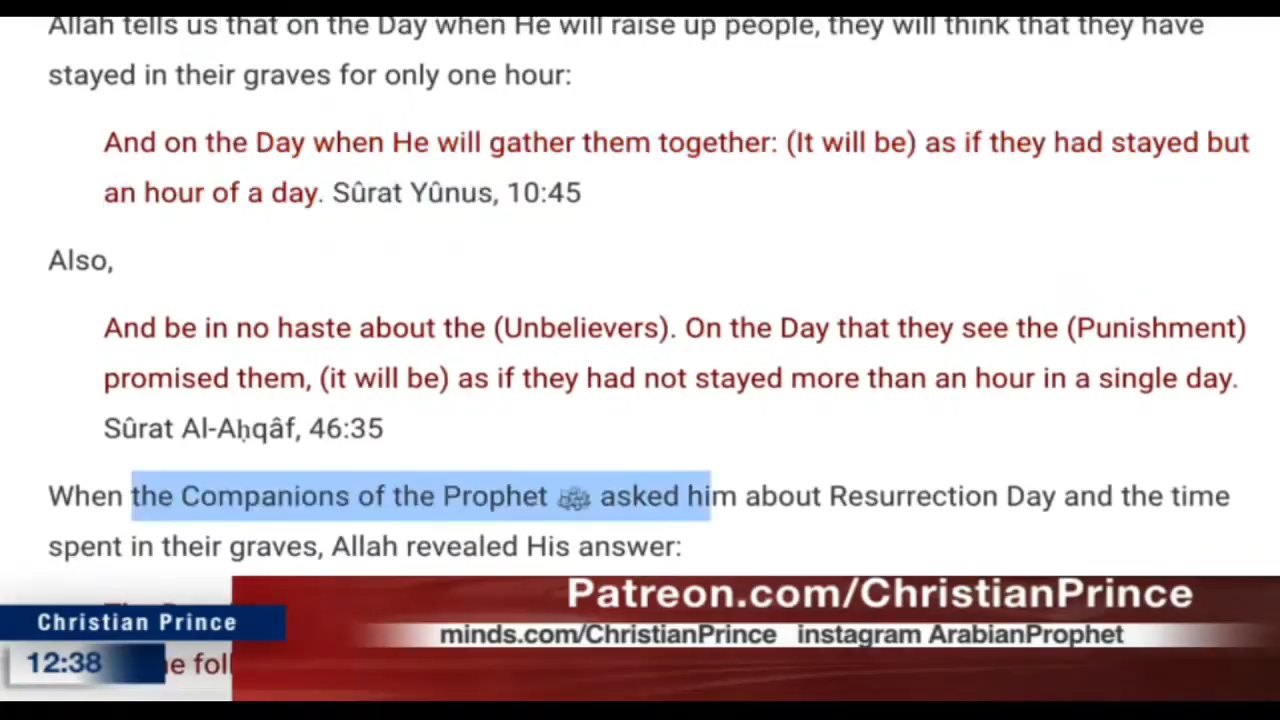 Allah tells us that on the Day when He will raise up people, they will think that they have
stayed in their graves for only one hour:
And on the Day when He will gather them together: (It will be) as if they had stayed but
an hour of a day. Sûrat Yûnus, 10:45
Also,
And be in no haste about the (Unbelievers). On the Day that they see the (Punishment)
promised them, (it will be) as if they had not stayed more than an hour in a single day.
Sûrat Al-Aḥqâf, 46:35
When the Companions of the Prophet ﷺ asked him about Resurrection Day and the time
spent in their graves, Allah revealed His answer:
Patreon.com/ChristianPrince
Christian Prince
minds.com/ChristianPrince instagram ArabianProphet
12:38